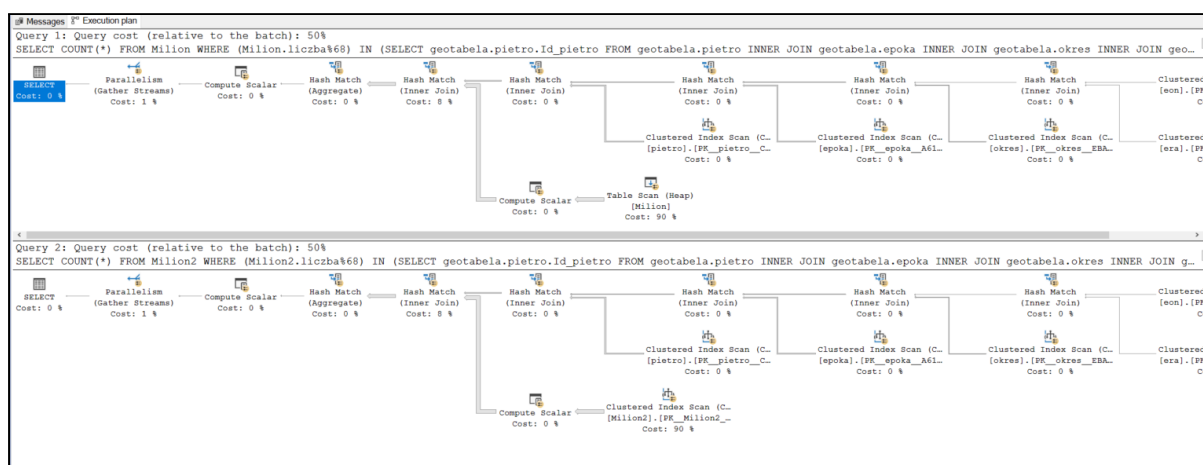 Messages Execution plan
Query 1: Query cost (relative to the batch): 50%
SELECT COUNT(*) FROM Milion WHERE (Milion.liczba%68) IN (SELECT geotabela.pietro.Id_pietro FROM geotabela.pietro INNER JOIN geotabela.epoka INNER JOIN geotabela.okres INNER JOIN geo…
SELECT
Cost: 0 %
Parallelism
(Gather Streams)
Cost: 1 %
Compute Scalar
Cost: 0 %
Hash Match
(Aggregate)
Cost: 0 %
Hash Match
(Inner Join)
Cost: 8 %
Hash Match
(Inner Join)
Cost: 0 %
Hash Match
(Inner Join)
Cost: 0 %
Hash Match
(Inner Join)
Cost: 0 %
Hash Match
(Inner Join)
Cost: 0 %
Clustered
[eon].[PK
C
Clustered Index Scan (C…
[pietro].[PK__pietro__C…
Cost: 0 %
Clustered Index Scan (C…
[epoka].[PK__epoka__A61…
Cost: 0 %
Clustered Index Scan (C…
[okres].[PK__okres__EBA…
Cost: 0 %
Clustered
[era].[PK
C
Compute Scalar
Cost: 0 %
Table Scan (Heap)
[Milion]
Cost: 90 %
Query 2: Query cost (relative to the batch): 50%
SELECT COUNT(*) FROM Milion2 WHERE (Milion2.liczba%68) IN (SELECT geotabela.pietro.Id_pietro FROM geotabela.pietro INNER JOIN geotabela.epoka INNER JOIN geotabela.okres INNER JOIN g…
SELECT
Cost: 0 %
Parallelism
(Gather Streams)
Cost: 1 %
Compute Scalar
Cost: 0 %
Hash Match
(Aggregate)
Cost: 0 %
Hash Match
(Inner Join)
Cost: 8 %
Hash Match
(Inner Join)
Cost: 0 %
Hash Match
(Inner Join)
Cost: 0 %
Hash Match
(Inner Join)
Cost: 0 %
Hash Match
(Inner Join)
Cost: 0 %
Clustered
[eon].[PK
C
Clustered Index Scan (C…
[pietro].[PK__pietro__C…
Cost: 0 %
Clustered Index Scan (C…
[epoka].[PK__epoka__A61…
Cost: 0 %
Clustered Index Scan (C…
[okres].[PK__okres__EBA…
Cost: 0 %
Clustered
[era].[PK
C
Compute Scalar
Cost: 0 %
Clustered Index Scan (C…
[Milion2].[PK__Milion2_…
Cost: 90 %